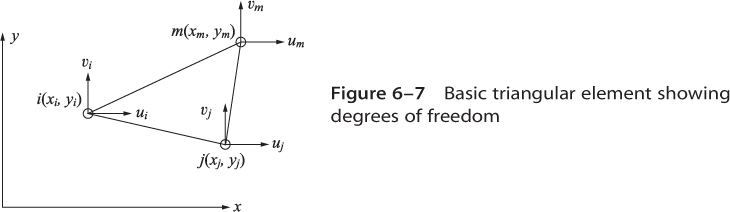 y
v_m
m(x_m, y_m)
u_m
v_i
i(x_i, y_i)
u_i
v_j
u_j
j(x_j, y_j)
x
Figure 6–7 Basic triangular element showing
degrees of freedom